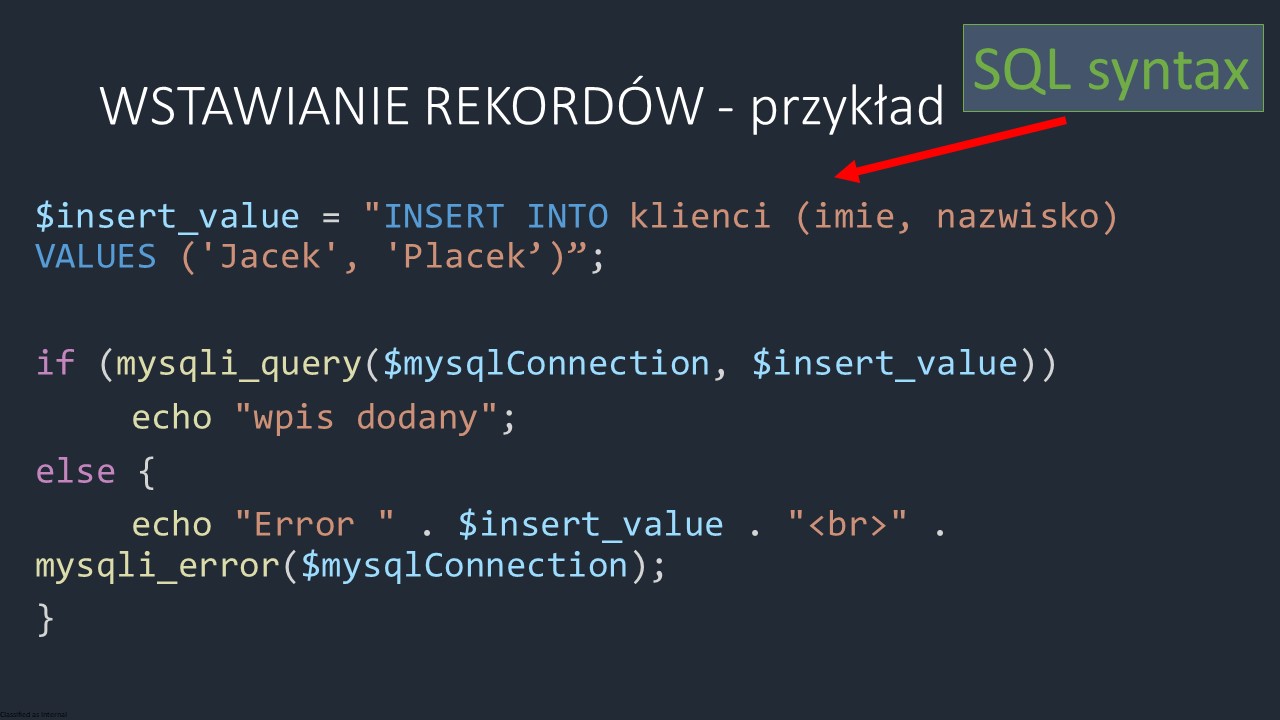 SQL syntax
WSTAWIANIE REKORDÓW - przykład
$insert_value = "INSERT INTO klienci (imie, nazwisko)
VALUES ('Jacek', 'Placek’)”;
if (mysqli_query($mysqlConnection, $insert_value))
echo "wpis dodany";
else {
echo "Error " . $insert_value . "<br>" .
mysqli_error($mysqlConnection);
}
Classified as Internal